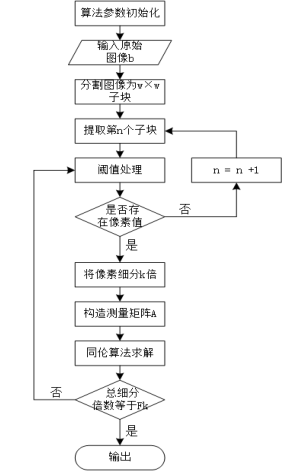 算法参数初始化
输入原始
图像b
分割图像为w×w
子块
提取第n个子块
阈值处理
n = n +1
是否存
在像素值
否
是
将像素细分k倍
构造测量矩阵A
同伦算法求解
否
总细分
倍数等于Fk
是
输出